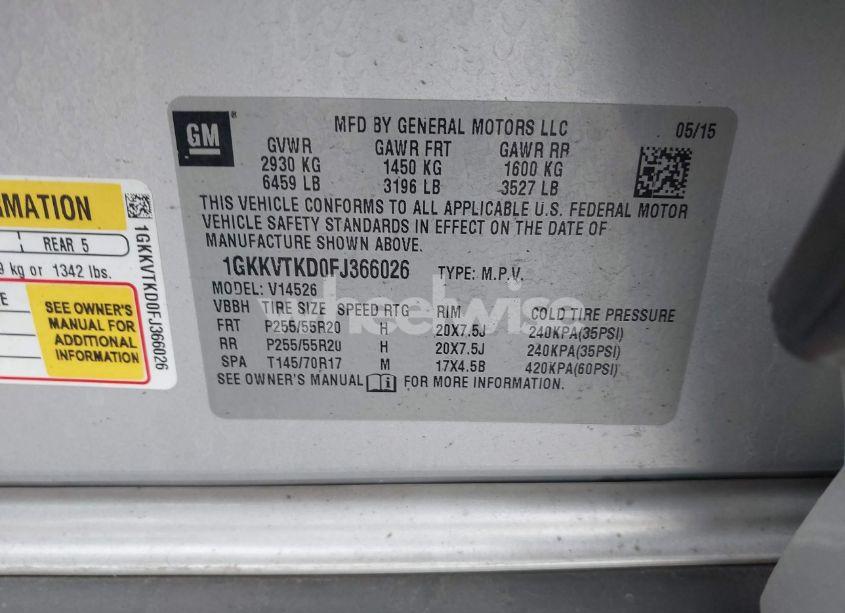 GM
®
MFD BY GENERAL MOTORS LLC
05/15
GVWR GAWR FRT GAWR RR
2930 KG 1450 KG 1600 KG
6459 LB 3196 LB 3527 LB
THIS VEHICLE CONFORMS TO ALL APPLICABLE U.S. FEDERAL MOTOR
VEHICLE SAFETY STANDARDS IN EFFECT ON THE DATE OF
MANUFACTURE SHOWN ABOVE.
1GKKVTKD0FJ366026 TYPE: M.P.V.
MODEL: V14526
VBBH TIRE SIZE SPEED RTG RIM COLD TIRE PRESSURE
FRT P255/55R20 H 20X7.5J 240KPA(35PSI)
RR P255/55R20 H 20X7.5J 240KPA(35PSI)
SPA T145/70R17 M 17X4.5B 420KPA(60PSI)
SEE OWNER'S MANUAL FOR MORE INFORMATION.
RMATION
REAR 5
9 kg or 1342 lbs.
SEE OWNER'S
MANUAL FOR
ADDITIONAL
INFORMATION
1GKKVTKD0FJ366026
wheelwise